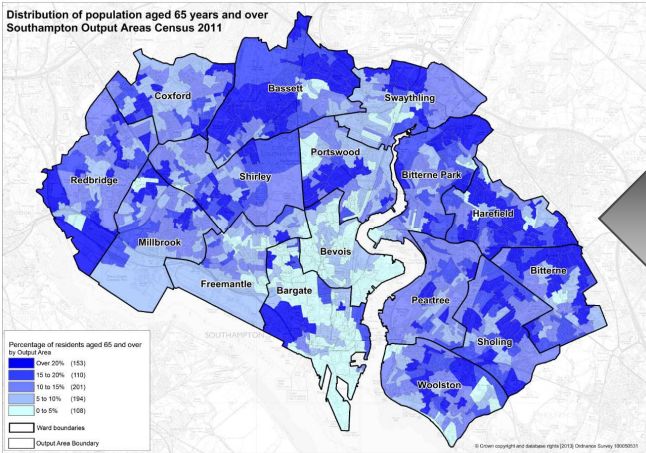 Distribution of population aged 65 years and over
Southampton Output Areas Census 2011
Coxford
Bassett
Swaythling
Portswood
Redbridge
Shirley
Bitterne Park
Harefield
Millbrook
Bevois
Bitterne
Freemantle
Bargate
Peartree
SOUTHAMPTON
Sholing
Woolston
Percentage of residents aged 65 and over
by Output Area
Over 20% (153)
15 to 20% (110)
10 to 15% (201)
5 to 10% (194)
0 to 5% (108)
Ward boundaries
Output Area Boundary
© Crown copyright and database rights [2013] Ordnance Survey 100050531